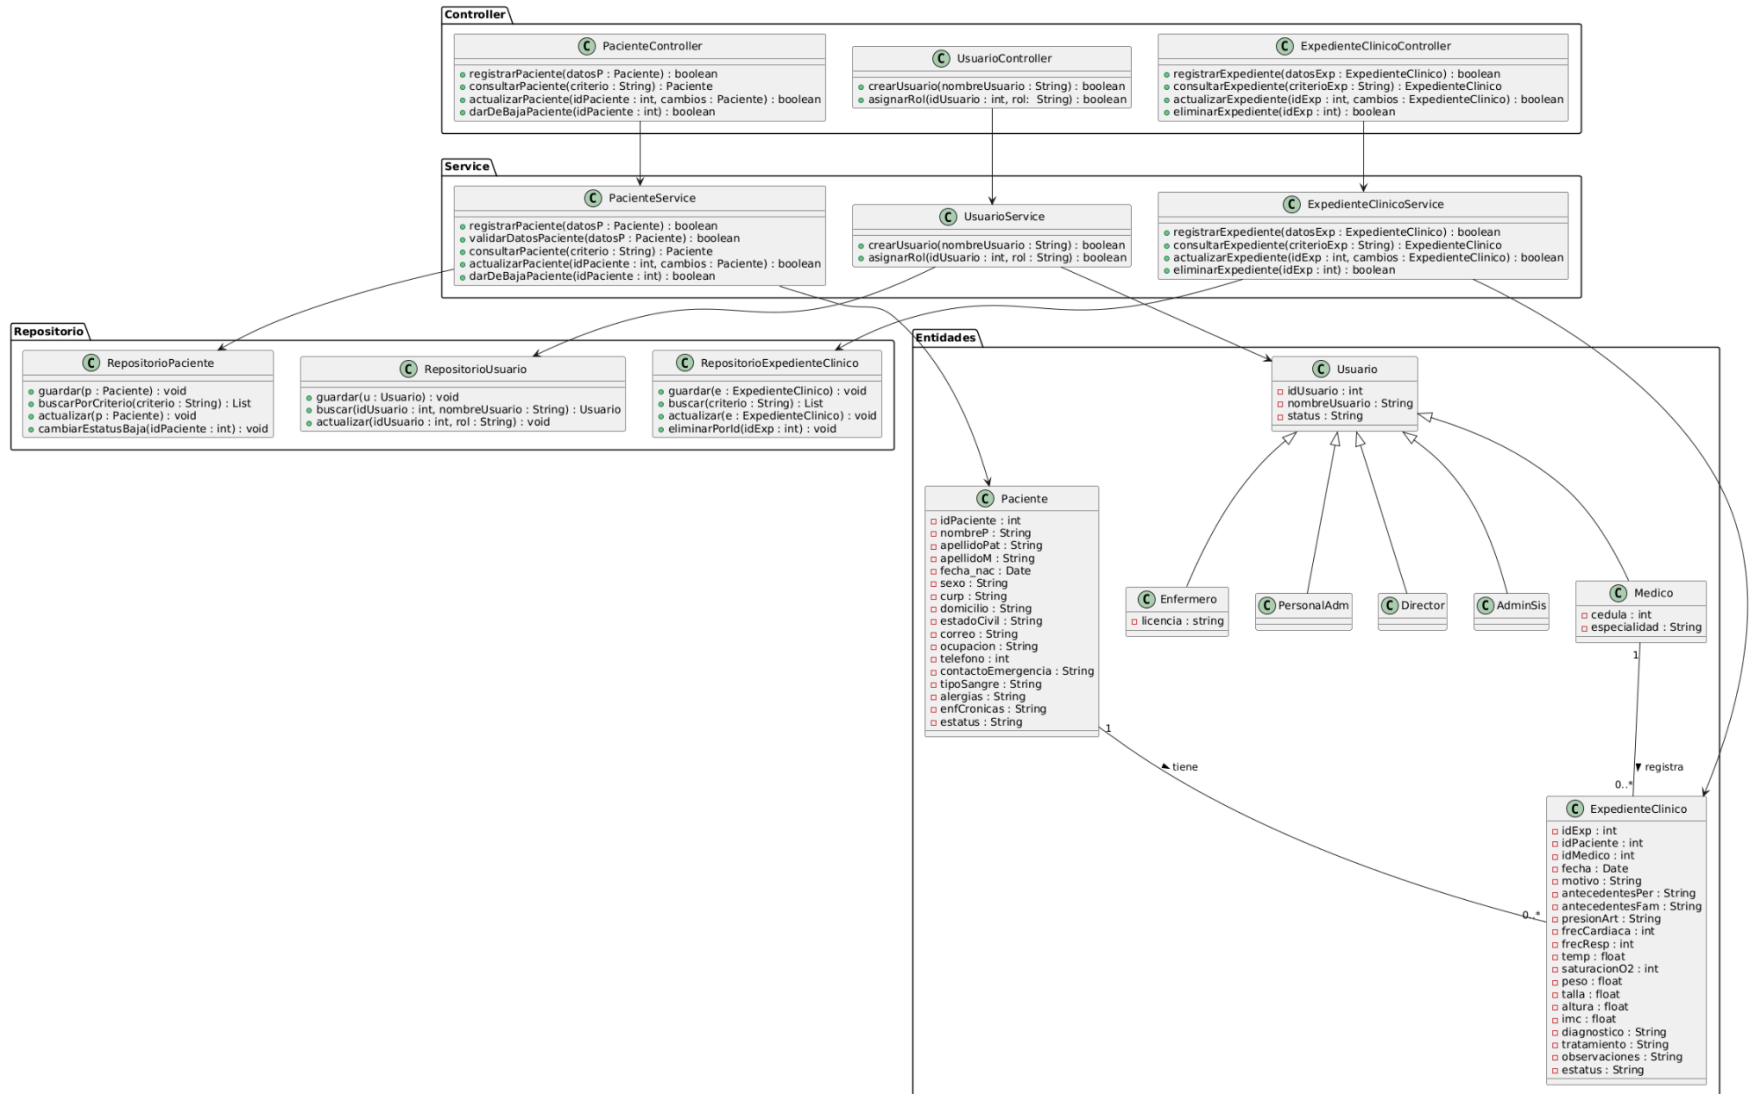 Controller
C PacienteController
registrarPaciente(datosP : Paciente) : boolean
consultarPaciente(criterio : String) : Paciente
actualizarPaciente(idPaciente : int, cambios : Paciente) : boolean
darDeBajaPaciente(idPaciente : int) : boolean
C UsuarioController
crearUsuario(nombreUsuario : String) : boolean
asignarRol(idUsuario : int, rol:  String) : boolean
C ExpedienteClinicoController
registrarExpediente(datosExp : ExpedienteClinico) : boolean
consultarExpediente(criterioExp : String) : ExpedienteClinico
actualizarExpediente(idExp : int, cambios : ExpedienteClinico) : boolean
eliminarExpediente(idExp : int) : boolean
Service
C PacienteService
registrarPaciente(datosP : Paciente) : boolean
validarDatosPaciente(datosP : Paciente) : boolean
consultarPaciente(criterio : String) : Paciente
actualizarPaciente(idPaciente : int, cambios : Paciente) : boolean
darDeBajaPaciente(idPaciente : int) : boolean
C UsuarioService
crearUsuario(nombreUsuario : String) : boolean
asignarRol(idUsuario : int, rol : String) : boolean
C ExpedienteClinicoService
registrarExpediente(datosExp : ExpedienteClinico) : boolean
consultarExpediente(criterioExp : String) : ExpedienteClinico
actualizarExpediente(idExp : int, cambios : ExpedienteClinico) : boolean
eliminarExpediente(idExp : int) : boolean
Repositorio
C RepositorioPaciente
guardar(p : Paciente) : void
buscarPorCriterio(criterio : String) : List
actualizar(p : Paciente) : void
cambiarEstatusBaja(idPaciente : int) : void
C RepositorioUsuario
guardar(u : Usuario) : void
buscar(idUsuario : int, nombreUsuario : String) : Usuario
actualizar(idUsuario : int, rol : String) : void
C RepositorioExpedienteClinico
guardar(e : ExpedienteClinico) : void
buscar(criterio : String) : List
actualizar(e : ExpedienteClinico) : void
eliminarPorId(idExp : int) : void
Entidades
C Usuario
idUsuario : int
nombreUsuario : String
status : String
C Paciente
idPaciente : int
nombreP : String
apellidoPat : String
apellidoM : String
fecha_nac : Date
sexo : String
curp : String
domicilio : String
estadoCivil : String
correo : String
ocupacion : String
telefono : int
contactoEmergencia : String
tipoSangre : String
alergias : String
enfCronicas : String
estatus : String
C Enfermero
licencia : string
C PersonalAdm
C Director
C AdminSis
C Medico
cedula : int
especialidad : String
1
tiene
0..*
1
registra
0..*
C ExpedienteClinico
idExp : int
idPaciente : int
idMedico : int
fecha : Date
motivo : String
antecedentesPer : String
antecedentesFam : String
presionArt : String
frecCardiaca : int
frecResp : int
temp : float
saturacionO2 : int
peso : float
talla : float
altura : float
imc : float
diagnostico : String
tratamiento : String
observaciones : String
estatus : String